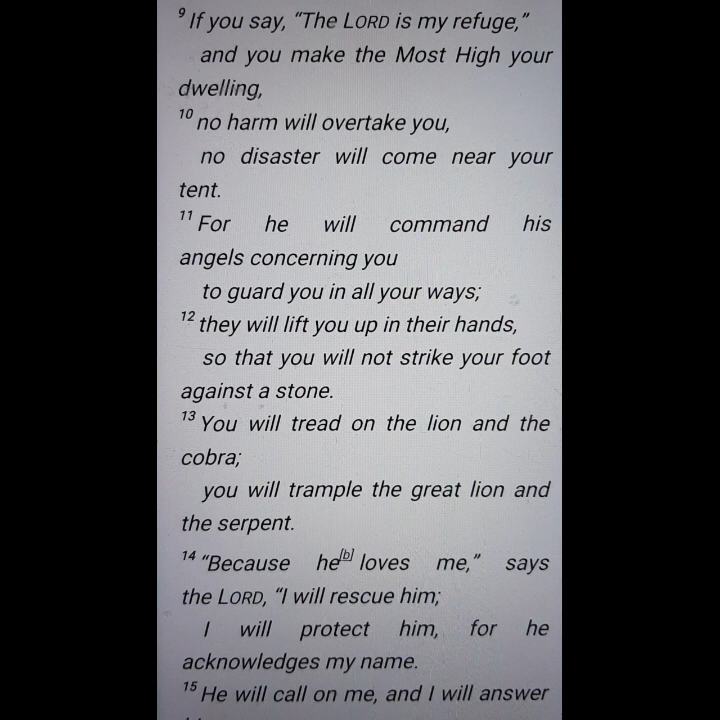 9 If you say, “The LORD is my refuge,”
and you make the Most High your
dwelling,
10 no harm will overtake you,
no disaster will come near your
tent.
11 For he will command his
angels concerning you
to guard you in all your ways;
12 they will lift you up in their hands,
so that you will not strike your foot
against a stone.
13 You will tread on the lion and the
cobra;
you will trample the great lion and
the serpent.
14 “Because he[b] loves me,” says
the LORD, “I will rescue him;
I will protect him, for he
acknowledges my name.
15 He will call on me, and I will answer